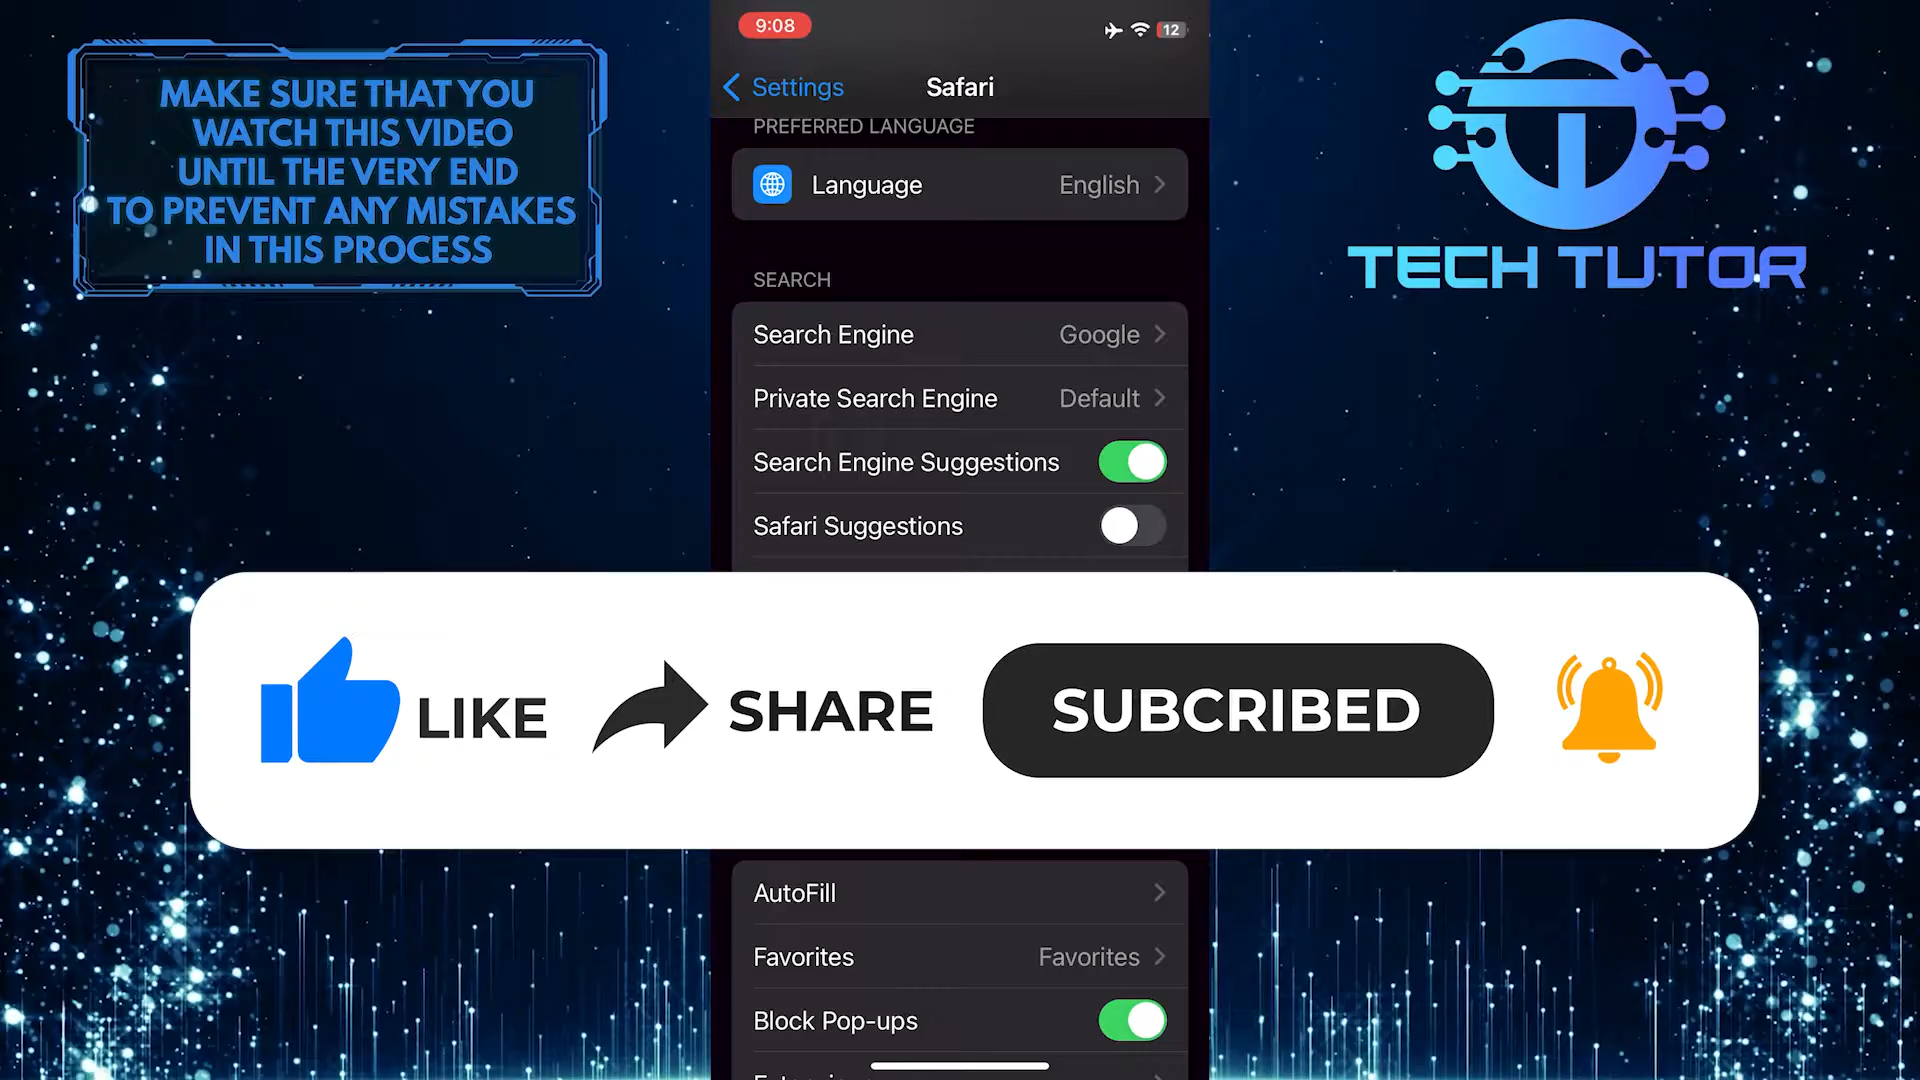 MAKE SURE THAT YOU
WATCH THIS VIDEO
UNTIL THE VERY END
TO PREVENT ANY MISTAKES
IN THIS PROCESS
9:08
12
Settings
Safari
TECH TUTOR
PREFERRED LANGUAGE
Language English
SEARCH
Search Engine Google
Private Search Engine Default
Search Engine Suggestions
Safari Suggestions
LIKE SHARE SUBCRIBED
AutoFill
Favorites Favorites
Block Pop-ups